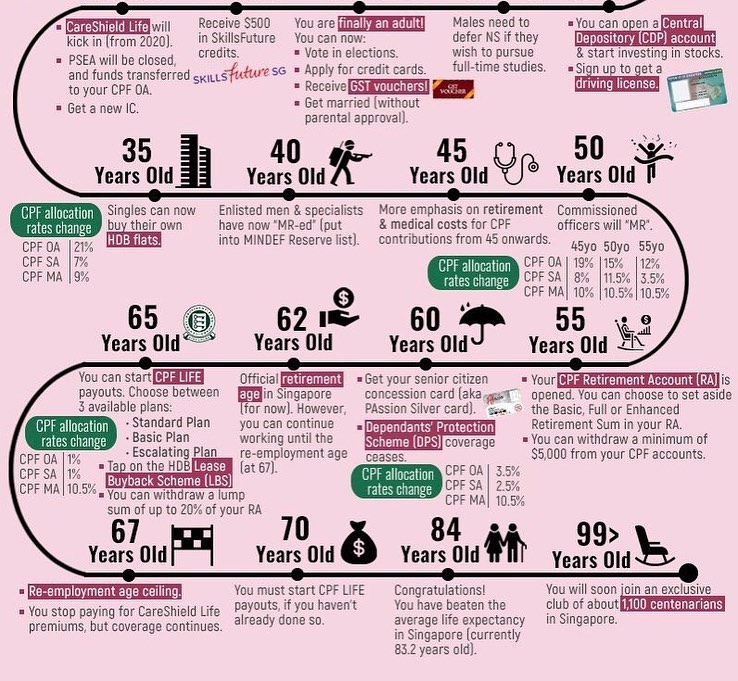 CareShield Life will
kick in (from 2020).
PSEA will be closed,
and funds transferred
to your CPF OA.
Get a new IC.
Receive $500
in SkillsFuture
credits.
SKILLSfuture SG
You are finally an adult!
You can now:
Vote in elections.
Apply for credit cards.
Receive GST vouchers!
GST
VOUCHER
Get married (without
parental approval).
Males need to
defer NS if they
wish to pursue
full-time studies.
You can open a Central
Depository (CDP) account
& start investing in stocks.
Sign up to get a
driving license.
35
Years Old
CPF allocation
rates change
CPF OA 21%
CPF SA 7%
CPF MA 9%
Singles can now
buy their own
HDB flats.
40
Years Old
Enlisted men & specialists
have now “MR-ed” (put
into MINDEF Reserve list).
45
Years Old
More emphasis on retirement
& medical costs for CPF
contributions from 45 onwards.
50
Years Old
Commissioned
officers will “MR”.
CPF allocation
rates change
45yo 50yo 55yo
CPF OA 19% 15% 12%
CPF SA 8% 11.5% 3.5%
CPF MA 10% 10.5% 10.5%
65
Years Old
You can start CPF LIFE
payouts. Choose between
3 available plans:
• Standard Plan
• Basic Plan
• Escalating Plan
Tap on the HDB Lease
Buyback Scheme (LBS)
You can withdraw a lump
sum of up to 20% of your RA
CPF allocation
rates change
CPF OA 1%
CPF SA 1%
CPF MA 10.5%
62
Years Old
Official retirement
age in Singapore
(for now). However,
you can continue
working until the
re-employment age
(at 67).
60
Years Old
Get your senior citizen
concession card (aka
PAssion Silver card).
Dependants’ Protection
Scheme (DPS) coverage
ceases.
CPF allocation
rates change
CPF OA 3.5%
CPF SA 2.5%
CPF MA 10.5%
55
Years Old
Your CPF Retirement Account (RA) is
opened. You can choose to set aside
the Basic, Full or Enhanced
Retirement Sum in your RA.
You can withdraw a minimum of
$5,000 from your CPF accounts.
67
Years Old
Re-employment age ceiling.
You stop paying for CareShield Life
premiums, but coverage continues.
70
Years Old
You must start CPF LIFE
payouts, if you haven’t
already done so.
84
Years Old
Congratulations!
You have beaten the
average life expectancy
in Singapore (currently
83.2 years old).
99>
Years Old
You will soon join an exclusive
club of about 1,100 centenarians
in Singapore.